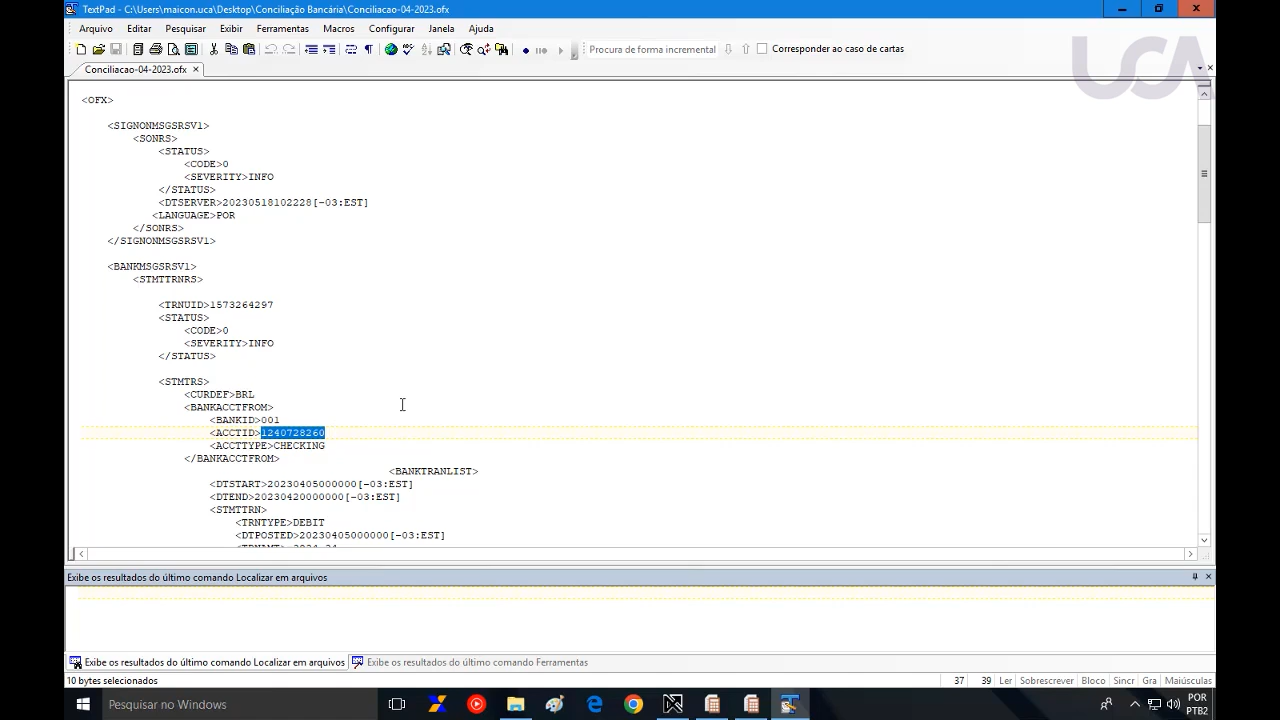 TextPad - C:\Users\maicon.uca\Desktop\Conciliação Bancária\Conciliacao-04-2023.ofx
Arquivo Editar Pesquisar Exibir Ferramentas Macros Configurar Janela Ajuda
Procura de forma incremental Corresponder ao caso de cartas
UCA
Conciliacao-04-2023.ofx
<OFX>
<SIGNONMSGSRSV1>
<SONRS>
<STATUS>
<CODE>0
<SEVERITY>INFO
</STATUS>
<DTSERVER>20230518102228[-03:EST]
<LANGUAGE>POR
</SONRS>
</SIGNONMSGSRSV1>
<BANKMSGSRSV1>
<STMTTRNRS>
<TRNUID>1573264297
<STATUS>
<CODE>0
<SEVERITY>INFO
</STATUS>
<STMTRS>
<CURDEF>BRL
<BANKACCTFROM>
<BANKID>001
<ACCTID>1240728260
<ACCTTYPE>CHECKING
</BANKACCTFROM>
<BANKTRANLIST>
<DTSTART>20230405000000[-03:EST]
<DTEND>20230420000000[-03:EST]
<STMTTRN>
<TRNTYPE>DEBIT
<DTPOSTED>20230405000000[-03:EST]
Exibe os resultados do último comando Localizar em arquivos
Exibe os resultados do último comando Localizar em arquivos Exibe os resultados do último comando Ferramentas
10 bytes selecionados 37 39 Ler Sobrescrever Bloco Sincr Gra Maiúsculas
Pesquisar no Windows
POR
PTB2